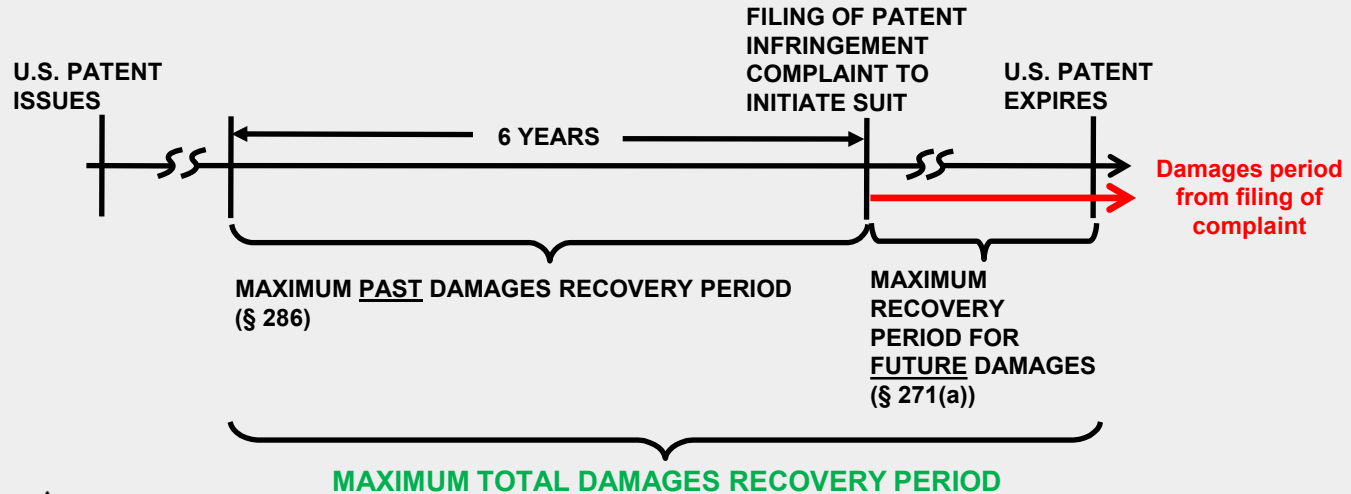 U.S. PATENT
ISSUES
FILING OF PATENT
INFRINGEMENT
COMPLAINT TO
INITIATE SUIT
U.S. PATENT
EXPIRES
6 YEARS
Damages period
from filing of
complaint
MAXIMUM PAST DAMAGES RECOVERY PERIOD
(§ 286)
MAXIMUM
RECOVERY
PERIOD FOR
FUTURE DAMAGES
(§ 271(a))
MAXIMUM TOTAL DAMAGES RECOVERY PERIOD